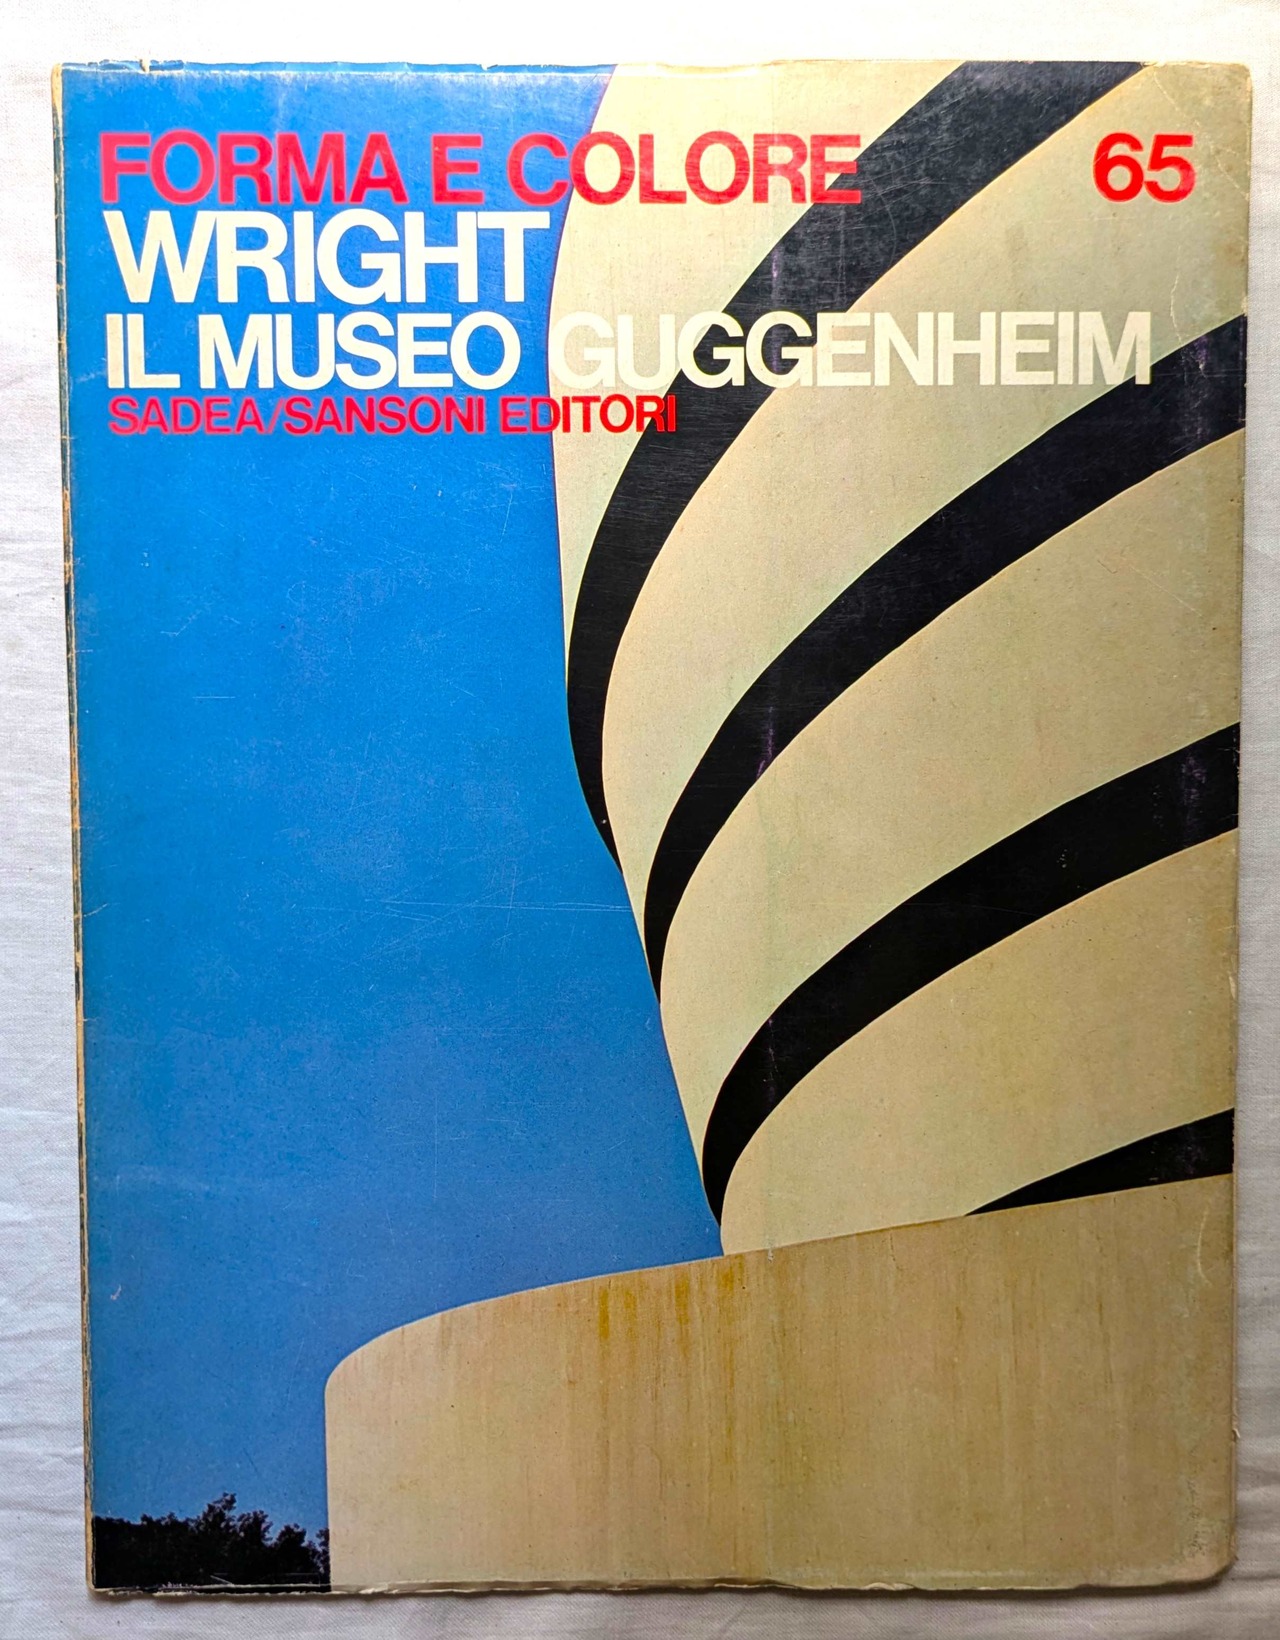 FORMA E COLORE 65
WRIGHT
IL MUSEO GUGGENHEIM
SADEA/SANSONI EDITORI